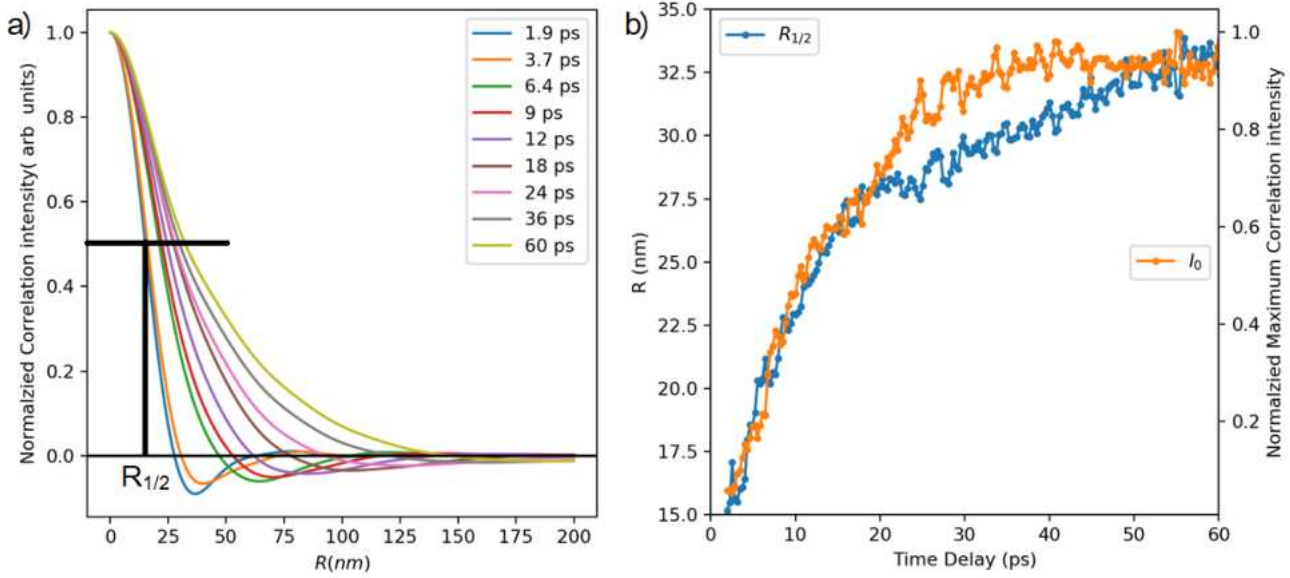 a)
Normalzied Correlation intensity( arb units)
1.0
0.8
0.6
0.4
0.2
0.0
R1/2
0
25
50
75
100
125
150
175
200
R(nm)
1.9 ps
3.7 ps
6.4 ps
9 ps
12 ps
18 ps
24 ps
36 ps
60 ps
b)
R (nm)
35.0
32.5
30.0
27.5
25.0
22.5
20.0
17.5
15.0
R1/2
I0
0
10
20
30
40
50
60
Time Delay (ps)
1.0
0.8
0.6
0.4
0.2
Normalzied Maximum Correlation intensity